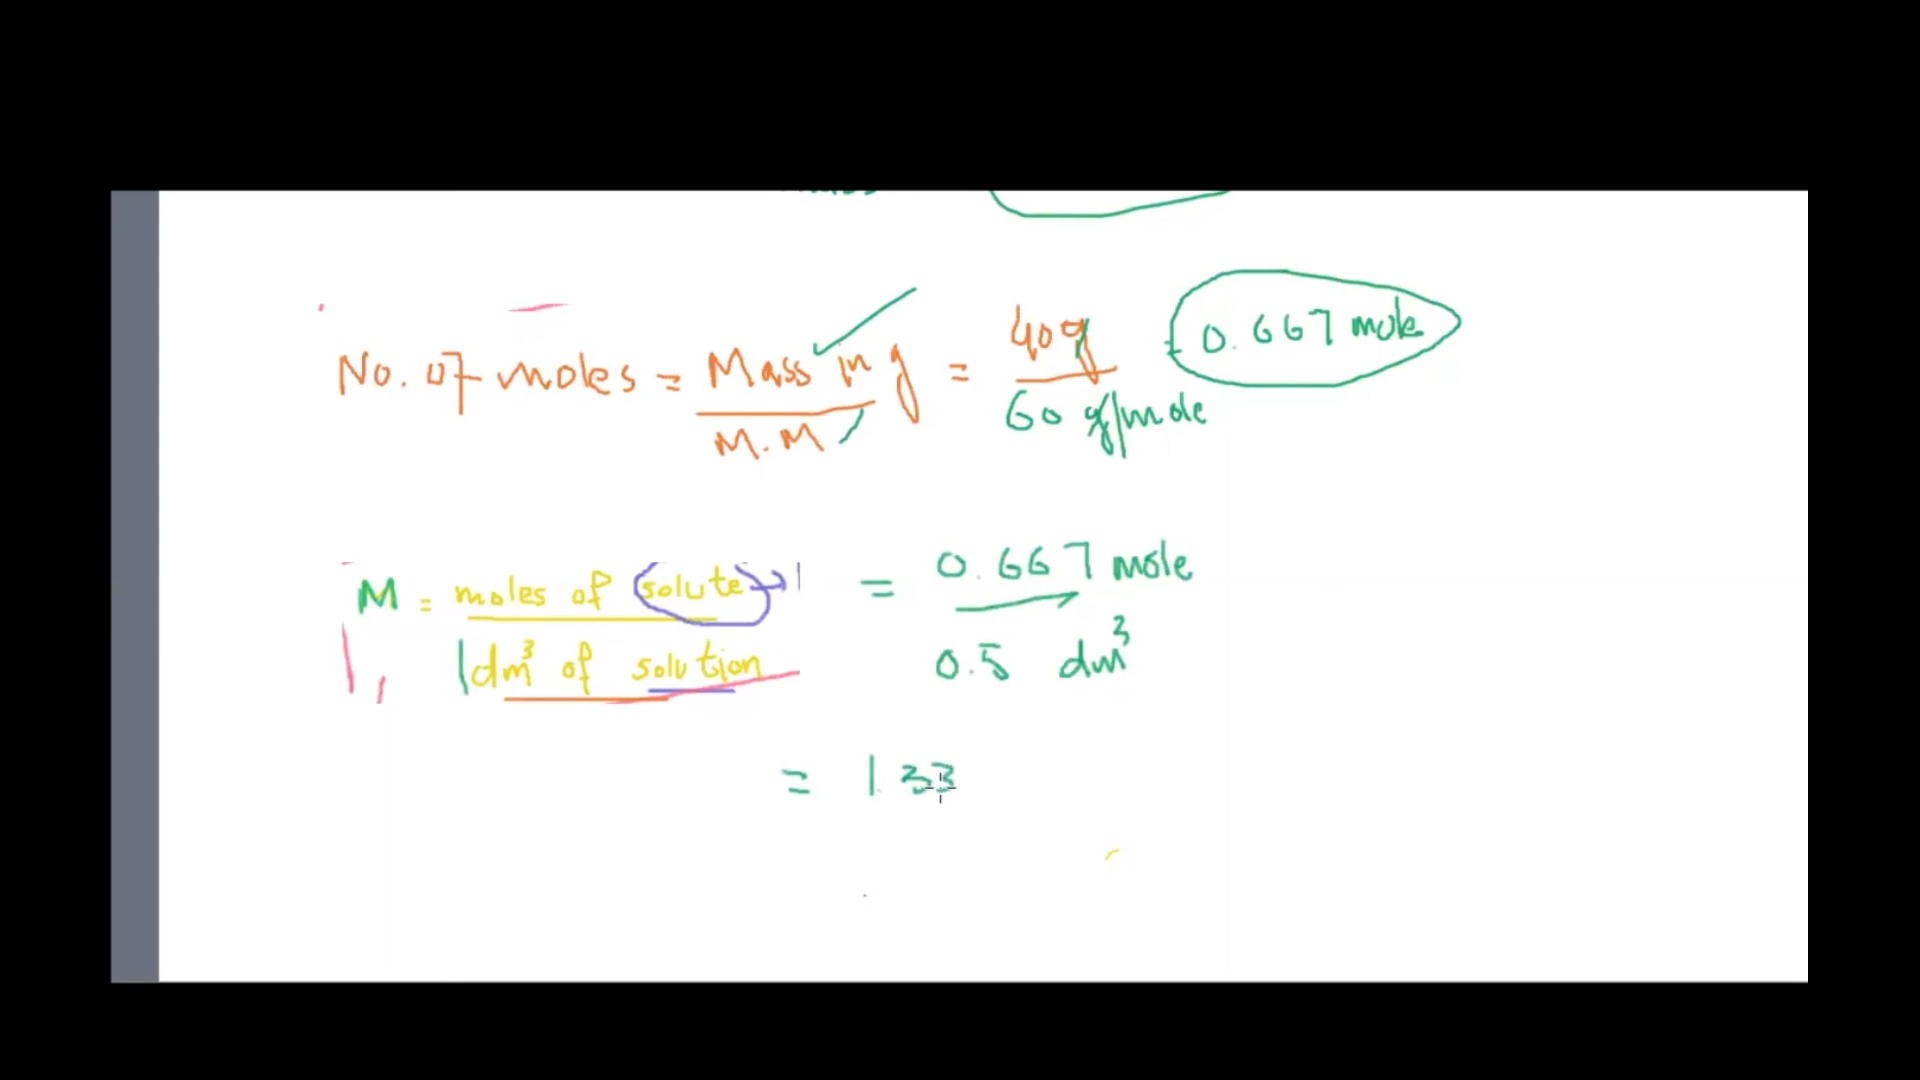 No. of moles = Mass in g = 40g = 0.667 mole
M.M 60 g/mole
M = moles of solute → = 0.667 mole
1dm³ of solution 0.5 dm³
= 1.33